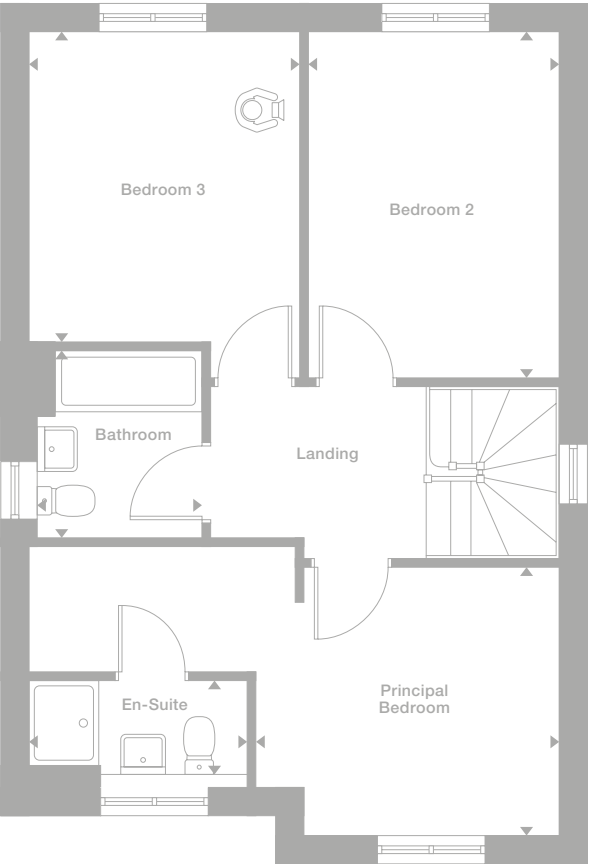 Bedroom 3
Bedroom 2
Bathroom
Landing
En-Suite
Principal
Bedroom